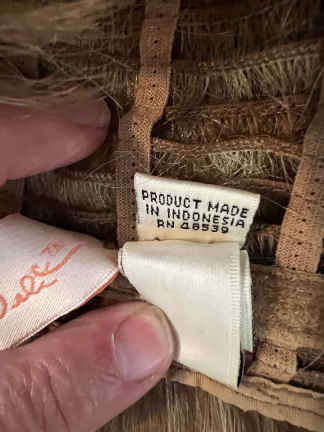 PRODUCT MADE
IN INDONESIA
RN 48539